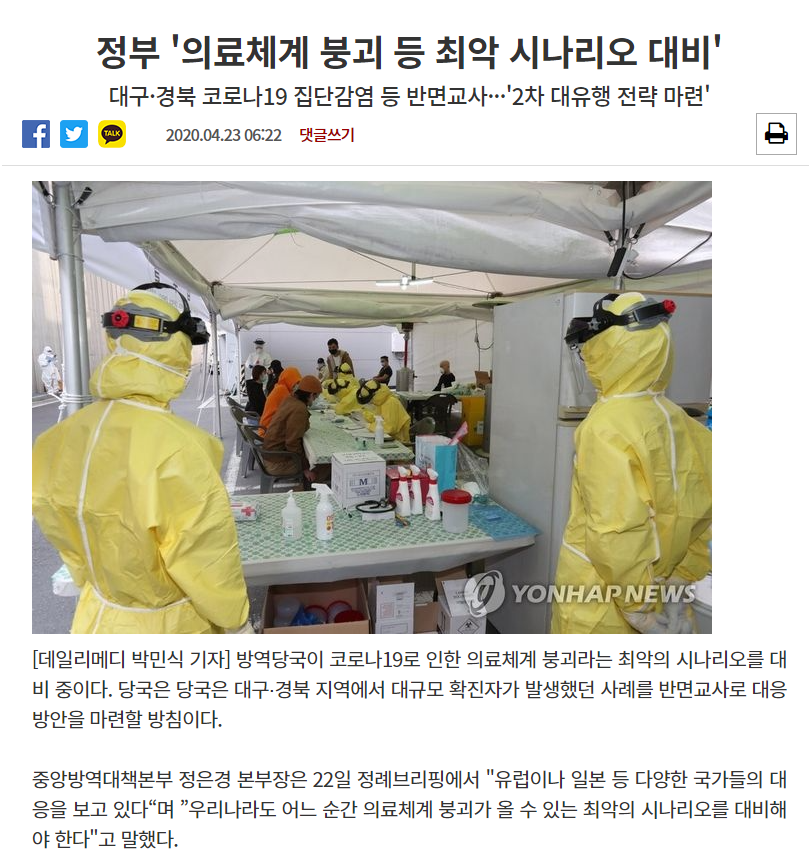 정부 '의료체계 붕괴 등 최악 시나리오 대비'
대구·경북 코로나19 집단감염 등 반면교사…'2차 대유행 전략 마련'
TALK
2020.04.23 06:22 댓글쓰기
M
YONHAP NEWS
[데일리메디 박민식 기자] 방역당국이 코로나19로 인한 의료체계 붕괴라는 최악의 시나리오를 대
비 중이다. 당국은 당국은 대구·경북 지역에서 대규모 확진자가 발생했던 사례를 반면교사로 대응
방안을 마련할 방침이다.
중앙방역대책본부 정은경 본부장은 22일 정례브리핑에서 "유럽이나 일본 등 다양한 국가들의 대
응을 보고 있다“며 ”우리나라도 어느 순간 의료체계 붕괴가 올 수 있는 최악의 시나리오를 대비해
야 한다"고 말했다.